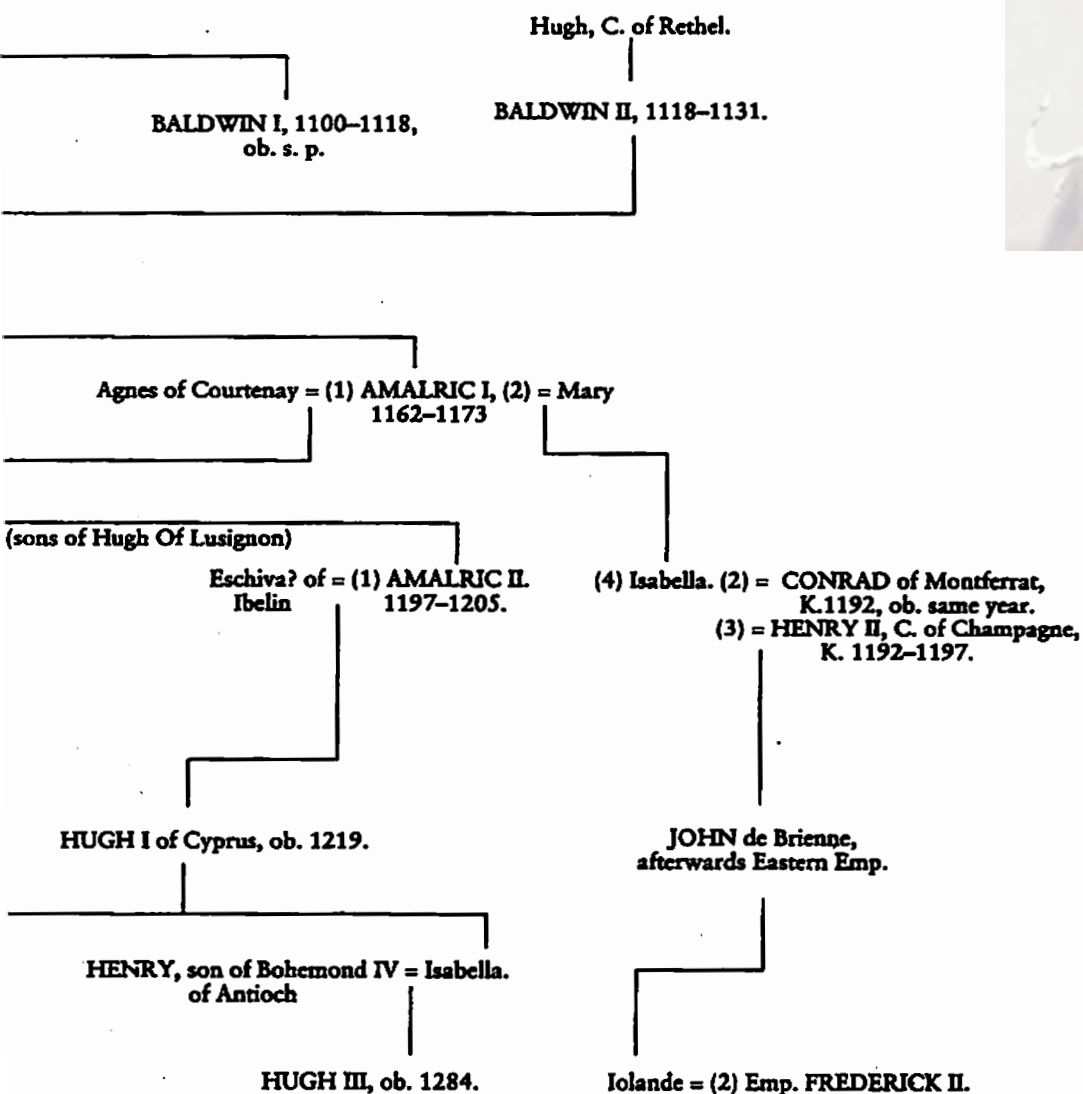 Hugh, C. of Rethel.
BALDWIN I, 1100–1118,
ob. s. p.
BALDWIN II, 1118–1131.
Agnes of Courtenay = (1) AMALRIC I, (2) = Mary
1162–1173
(sons of Hugh Of Lusignon)
Eschiva? of = (1) AMALRIC II.
Ibelin 1197–1205.
(4) Isabella. (2) = CONRAD of Montferrat,
K.1192, ob. same year.
(3) = HENRY II, C. of Champagne,
K. 1192–1197.
HUGH I of Cyprus, ob. 1219.
JOHN de Brienne,
afterwards Eastern Emp.
HENRY, son of Bohemond IV = Isabella.
of Antioch
HUGH III, ob. 1284.
Iolande = (2) Emp. FREDERICK II.